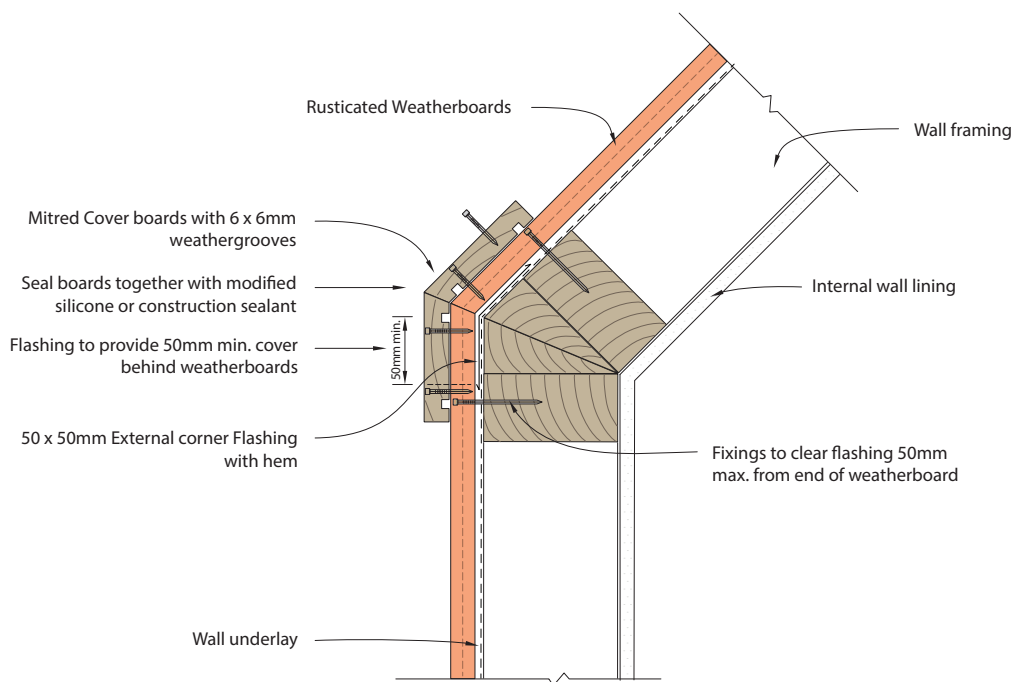 Rusticated Weatherboards
Wall framing
Mitred Cover boards with 6 x 6mm
weathergrooves
Seal boards together with modified
silicone or construction sealant
Internal wall lining
Flashing to provide 50mm min. cover
behind weatherboards
50mm min.
50 x 50mm External corner Flashing
with hem
Fixings to clear flashing 50mm
max. from end of weatherboard
Wall underlay